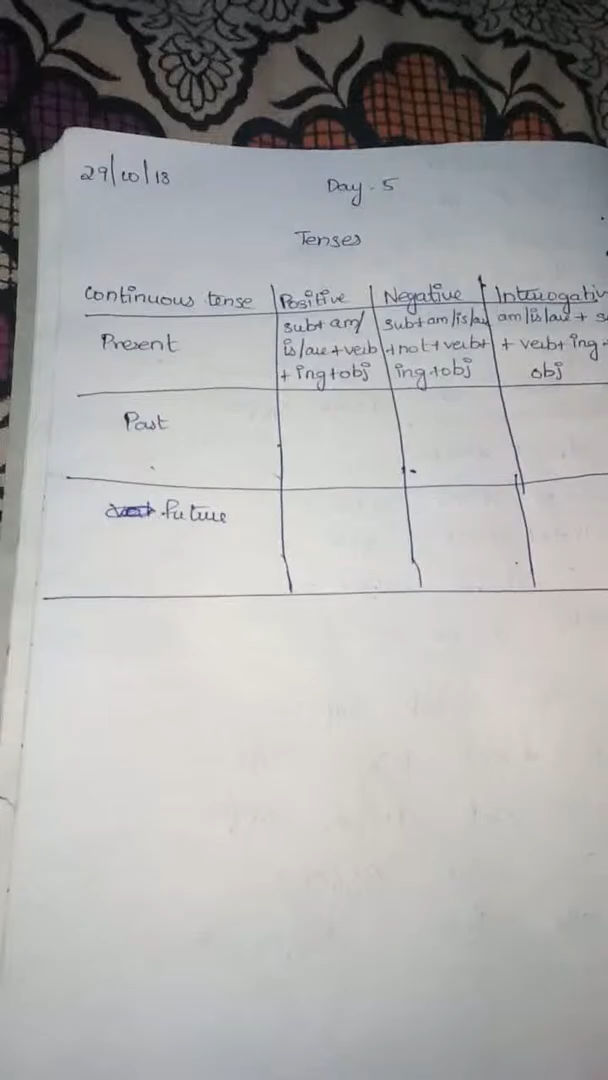 29/10/18
Day-5
Tenses
Continuous tense Positive Negative
Present
sub+am/
is/are+verb
+ing+obj
sub+am/is/are
+not+verb+
ing+obj
am/is/are +
+ verb+ing+
obj
Past
future